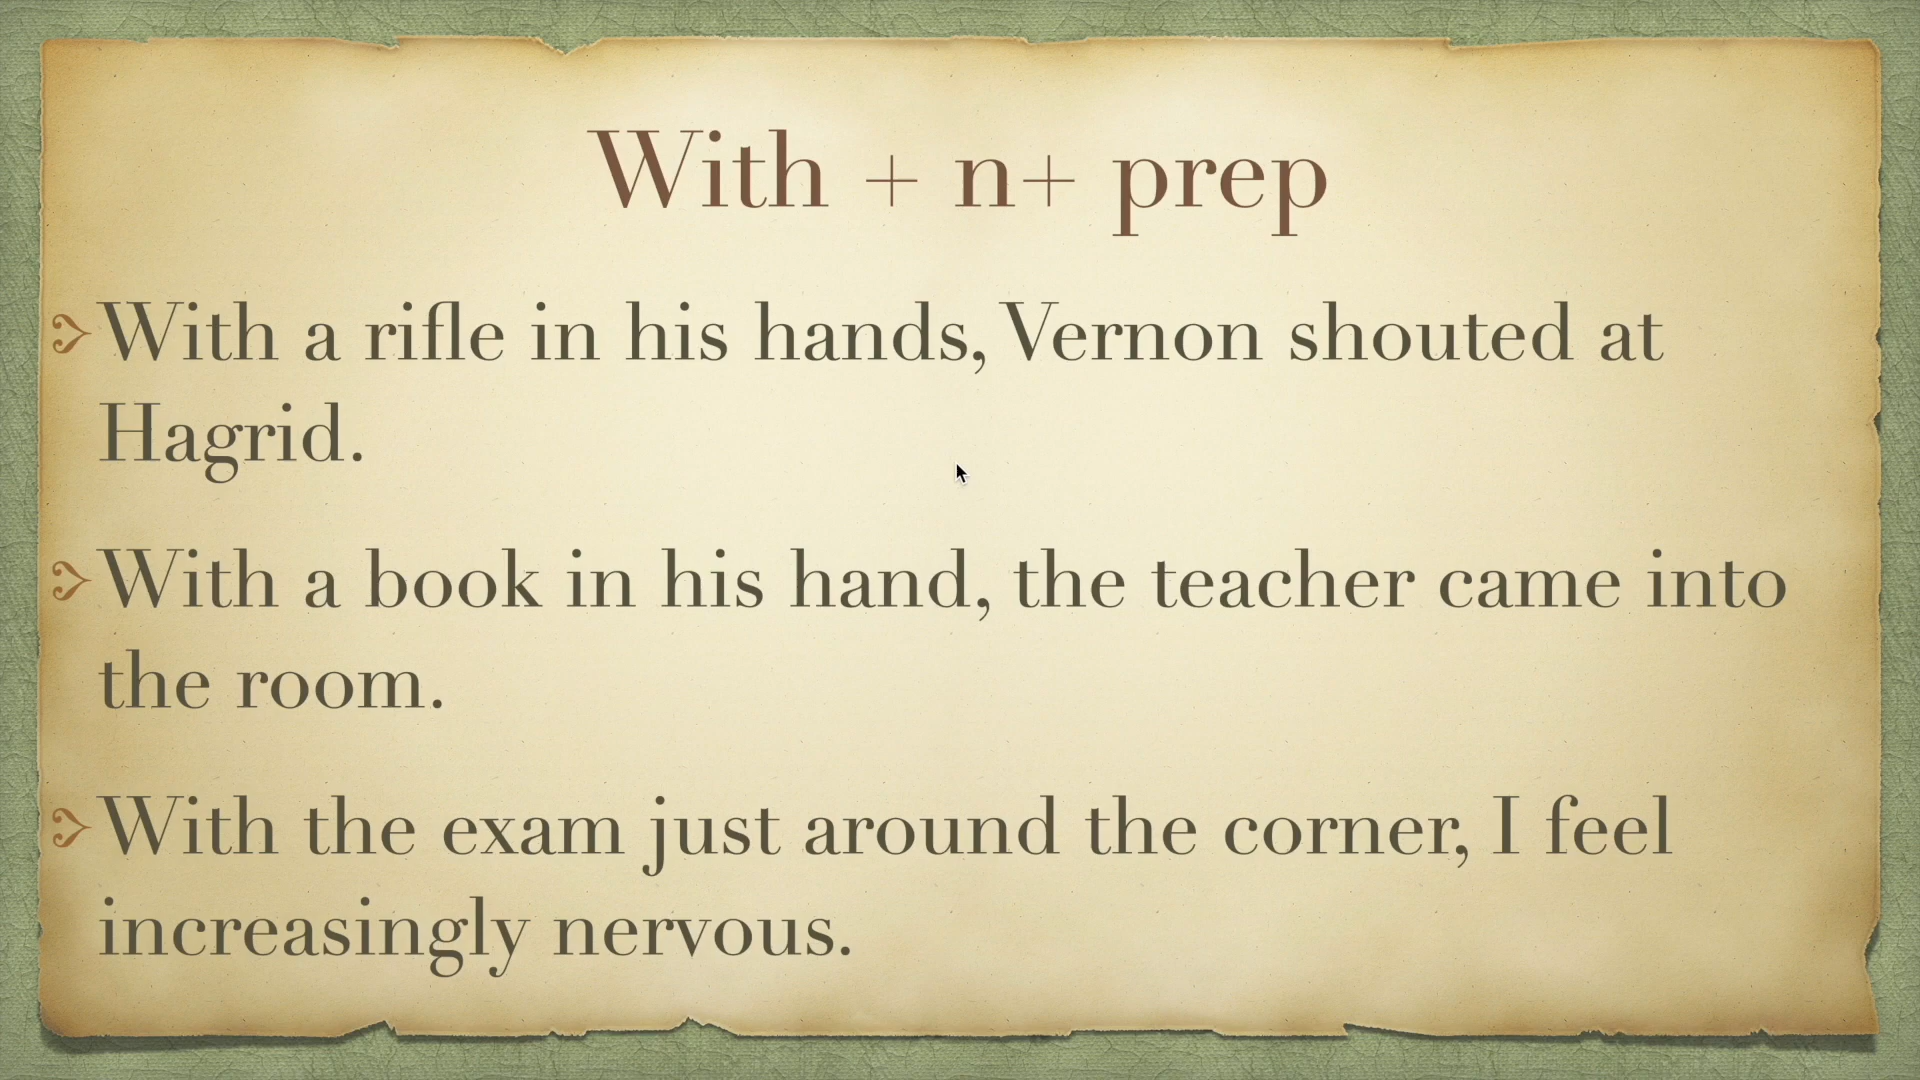 With + n+ prep
With a rifle in his hands, Vernon shouted at
Hagrid.
With a book in his hand, the teacher came into
the room.
With the exam just around the corner, I feel
increasingly nervous.